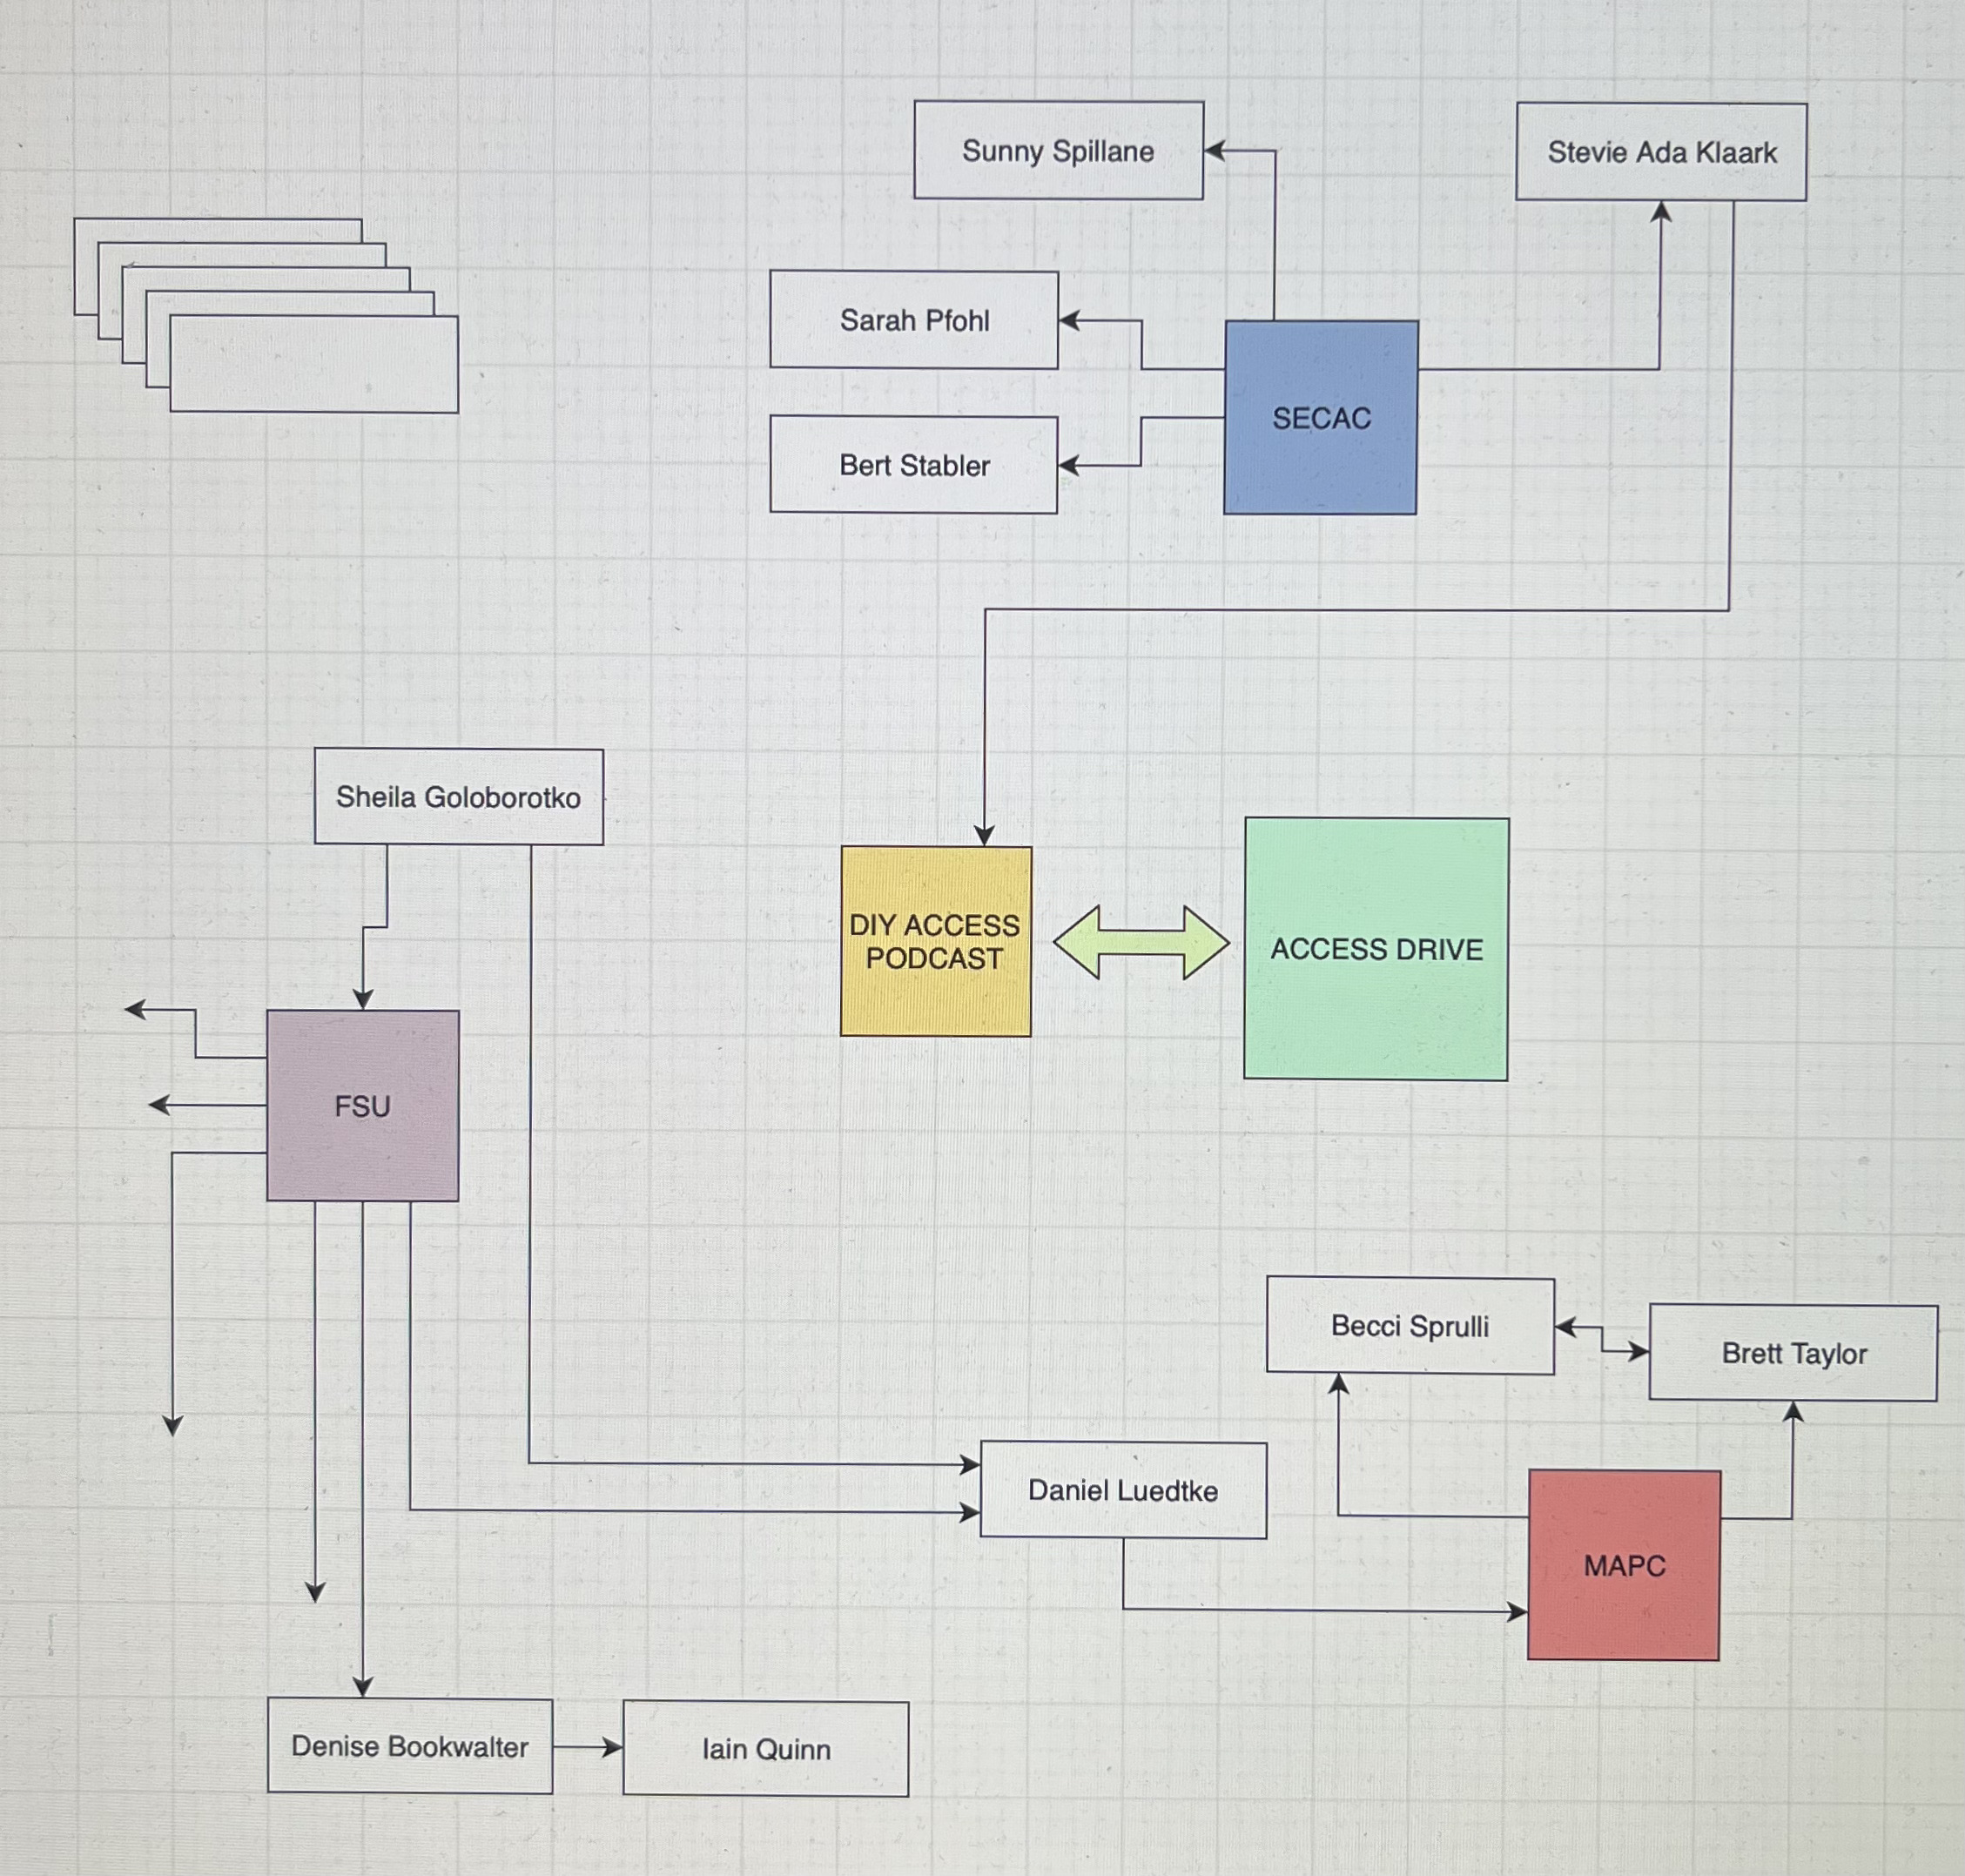 Sunny Spillane
Stevie Ada Klaark
Sarah Pfohl
SECAC
Bert Stabler
Sheila Goloborotko
DIY ACCESS
PODCAST
ACCESS DRIVE
FSU
Becci Sprulli
Brett Taylor
Daniel Luedtke
MAPC
Denise Bookwalter
Iain Quinn